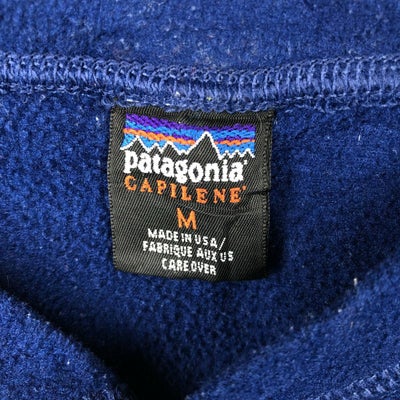 patagonia
CAPILENE®
M
MADE IN USA/
FABRIQUE AUX US
CARE OVER